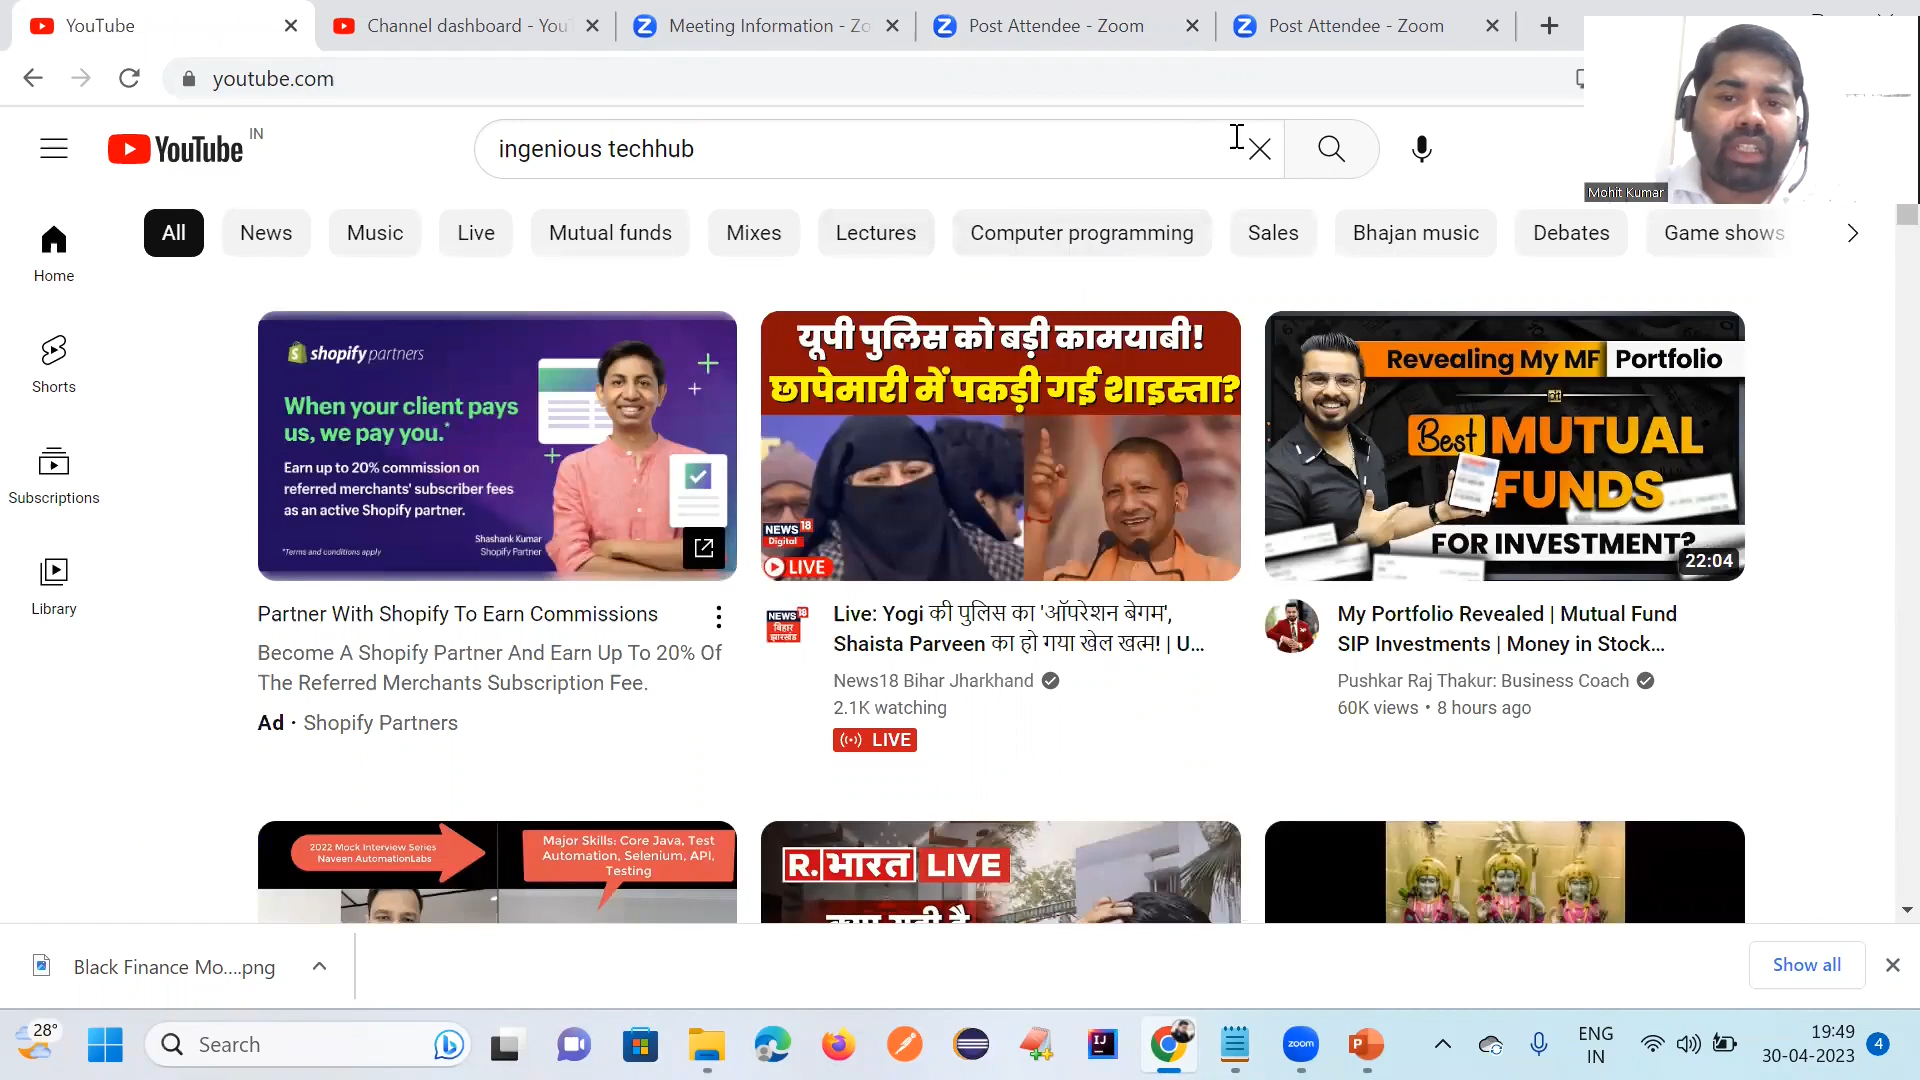 YouTube
Channel dashboard - YouT
Meeting Information - Zo
Post Attendee - Zoom
Post Attendee - Zoom
youtube.com
YouTube IN
ingenious techhub
Mohit Kumar
All
News
Music
Live
Mutual funds
Mixes
Lectures
Computer programming
Sales
Bhajan music
Debates
Game shows
Home
Shorts
Subscriptions
Library
shopify partners
When your client pays
us, we pay you.*
Earn up to 20% commission on
referred merchants' subscriber fees
as an active Shopify partner.
Shashank Kumar
Shopify Partner
*Terms and conditions apply
Partner With Shopify To Earn Commissions
Become A Shopify Partner And Earn Up To 20% Of
The Referred Merchants Subscription Fee.
Ad · Shopify Partners
यूपी पुलिस को बड़ी कामयाबी!
छापेमारी में पकड़ी गई शाइस्ता?
NEWS 18
Digital
LIVE
NEWS 18
बिहार
झारखंड
Live: Yogi की पुलिस का 'ऑपरेशन बेगम',
Shaista Parveen का हो गया खेल खत्म! | U...
News18 Bihar Jharkhand
2.1K watching
LIVE
Revealing My MF Portfolio
Best MUTUAL
FUNDS
FOR INVESTMENT?
22:04
My Portfolio Revealed | Mutual Fund
SIP Investments | Money in Stock...
Pushkar Raj Thakur: Business Coach
60K views • 8 hours ago
2022 Mock Interview Series
Naveen AutomationLabs
Major Skills: Core Java, Test
Automation, Selenium, API,
Testing
R.भारत LIVE
Black Finance Mo....png
Show all
28°
Search
IJ
zoom
P
ENG
IN
19:49
30-04-2023
4